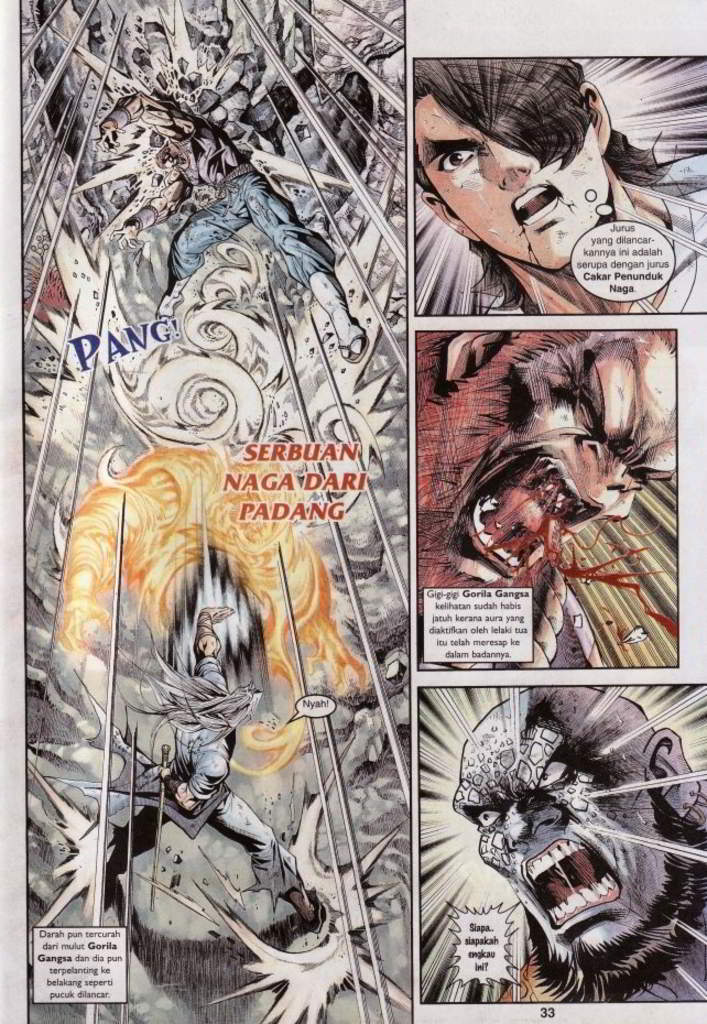 PANG!
SERBUAN
NAGA DARI
PADANG
Nyah!
Darah pun tercurah
dari mulut Gorila
Gangsa dan dia pun
terpelanting ke
belakang seperti
pucuk dilancar.
Jurus
yang dilancar-
kannya ini adalah
serupa dengan jurus
Cakar Penunduk
Naga.
Gigi-gigi Gorila Gangsa
kelihatan sudah habis
jatuh kerana aura yang
diaktifkan oleh lelaki tua
itu telah meresap ke
dalam badannya.
Siapa..
siapakah
engkau
ini?
33